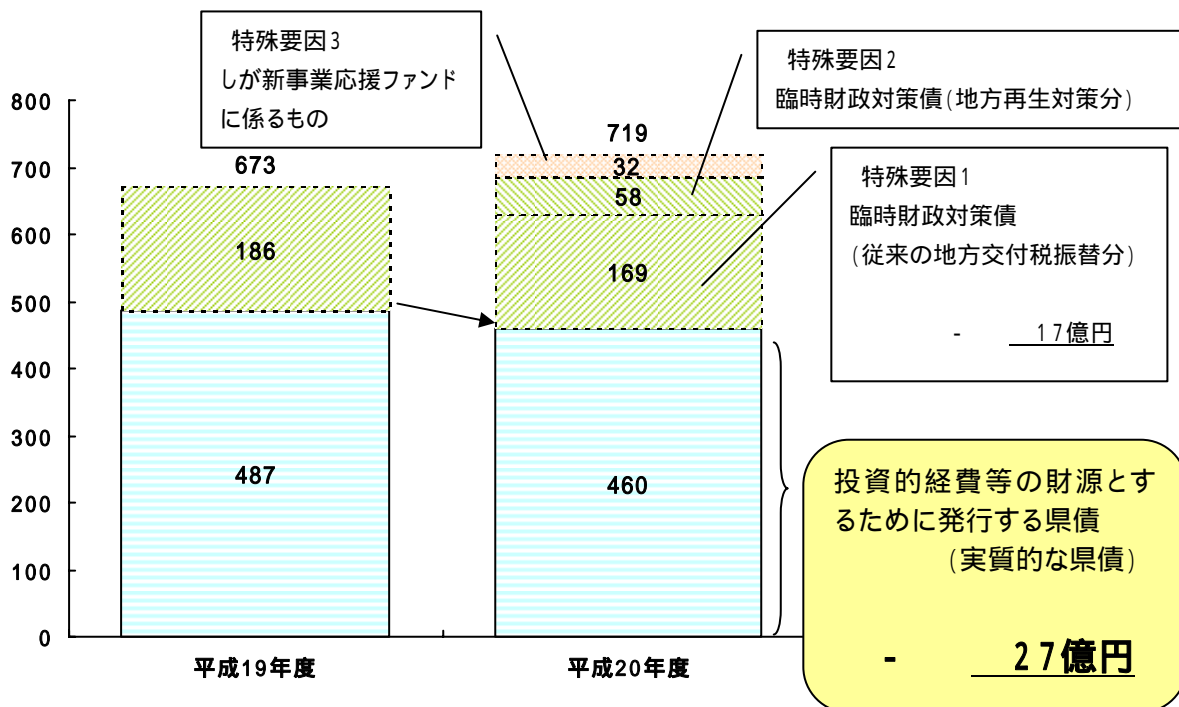 特殊要因3
しが新事業応援ファンド
に係るもの
特殊要因2
臨時財政対策債(地方再生対策分)
特殊要因1
臨時財政対策債
(従来の地方交付税振替分)
- 17億円
800
700
600
500
400
300
200
100
0
673
186
487
719
32
58
169
460
平成19年度
平成20年度
投資的経費等の財源とす
るために発行する県債
(実質的な県債)
- 27億円